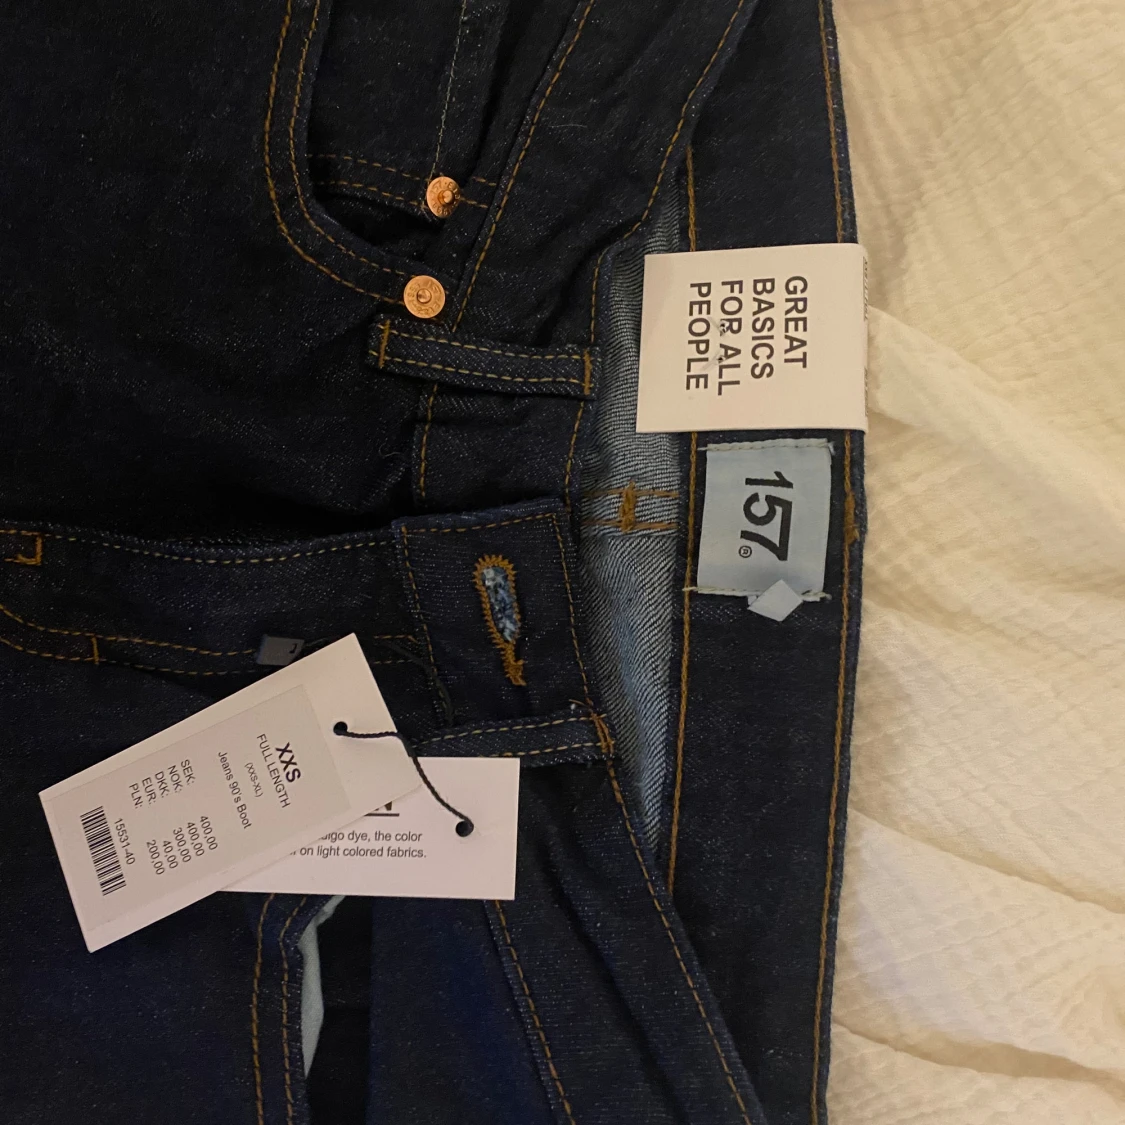 GREAT
BASICS
FOR ALL
PEOPLE
157®
XXS
FULL LENGTH
(XXS-XL)
Jeans 90's Boot
SEK: 400,00
NOK: 400,00
DKK: 300,00
EUR: 40,00
PLN: 200,00
15531-40
dye, the color
on light colored fabrics.